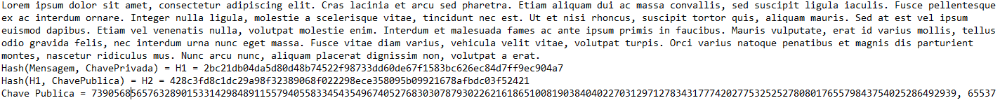 Lorem ipsum dolor sit amet, consectetur adipiscing elit. Cras lacinia et arcu sed pharetra. Etiam aliquam dui ac massa convallis, sed suscipit ligula iaculis. Fusce pellentesque
ex ac interdum ornare. Integer nulla ligula, molestie a scelerisque vitae, tincidunt nec est. Ut et nisi rhoncus, suscipit tortor quis, aliquam mauris. Sed at est vel ipsum
euismod dapibus. Etiam vel venenatis nulla, volutpat molestie enim. Interdum et malesuada fames ac ante ipsum primis in faucibus. Mauris vulputate, erat id varius mollis, tellus
odio gravida felis, nec interdum urna nunc eget massa. Fusce vitae diam varius, vehicula velit vitae, volutpat turpis. Orci varius natoque penatibus et magnis dis parturient
montes, nascetur ridiculus mus. Nunc arcu nunc, aliquam placerat dignissim non, volutpat a erat.
Hash(Mensagem, ChavePrivada) = H1 = 2bc21db04da5d80d48b74522f98733dd60de67f1583bc626ec84d7ff9ec904a7
Hash(H1, ChavePublica) = H2 = 428c3fd8c1dc29a98f32389068f022298ece358095b09921678afbdc03f52421
Chave Publica = 7390568565763289015331429848911557940558334543549674052768303078793022621618651008190384040227031297127834317774202775325252780801765579843754025286492939, 65537